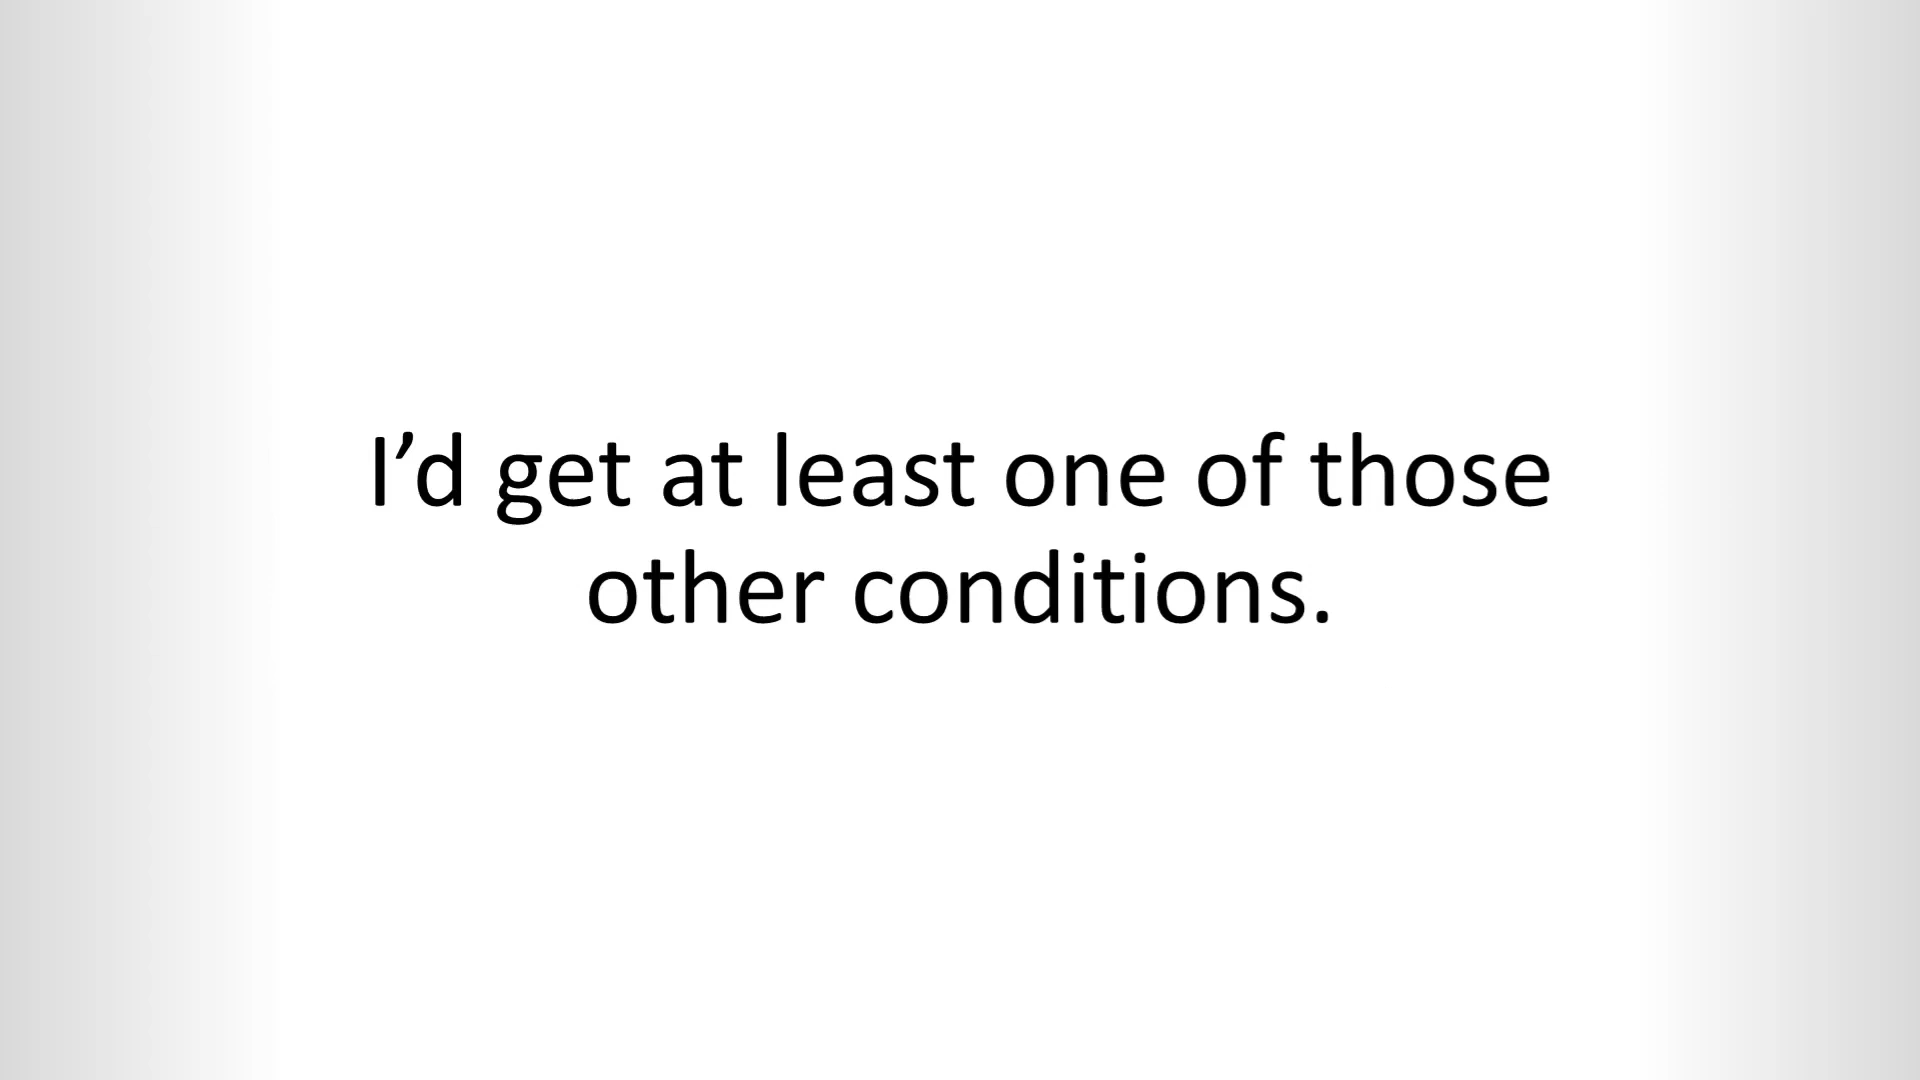 I’d get at least one of those
other conditions.